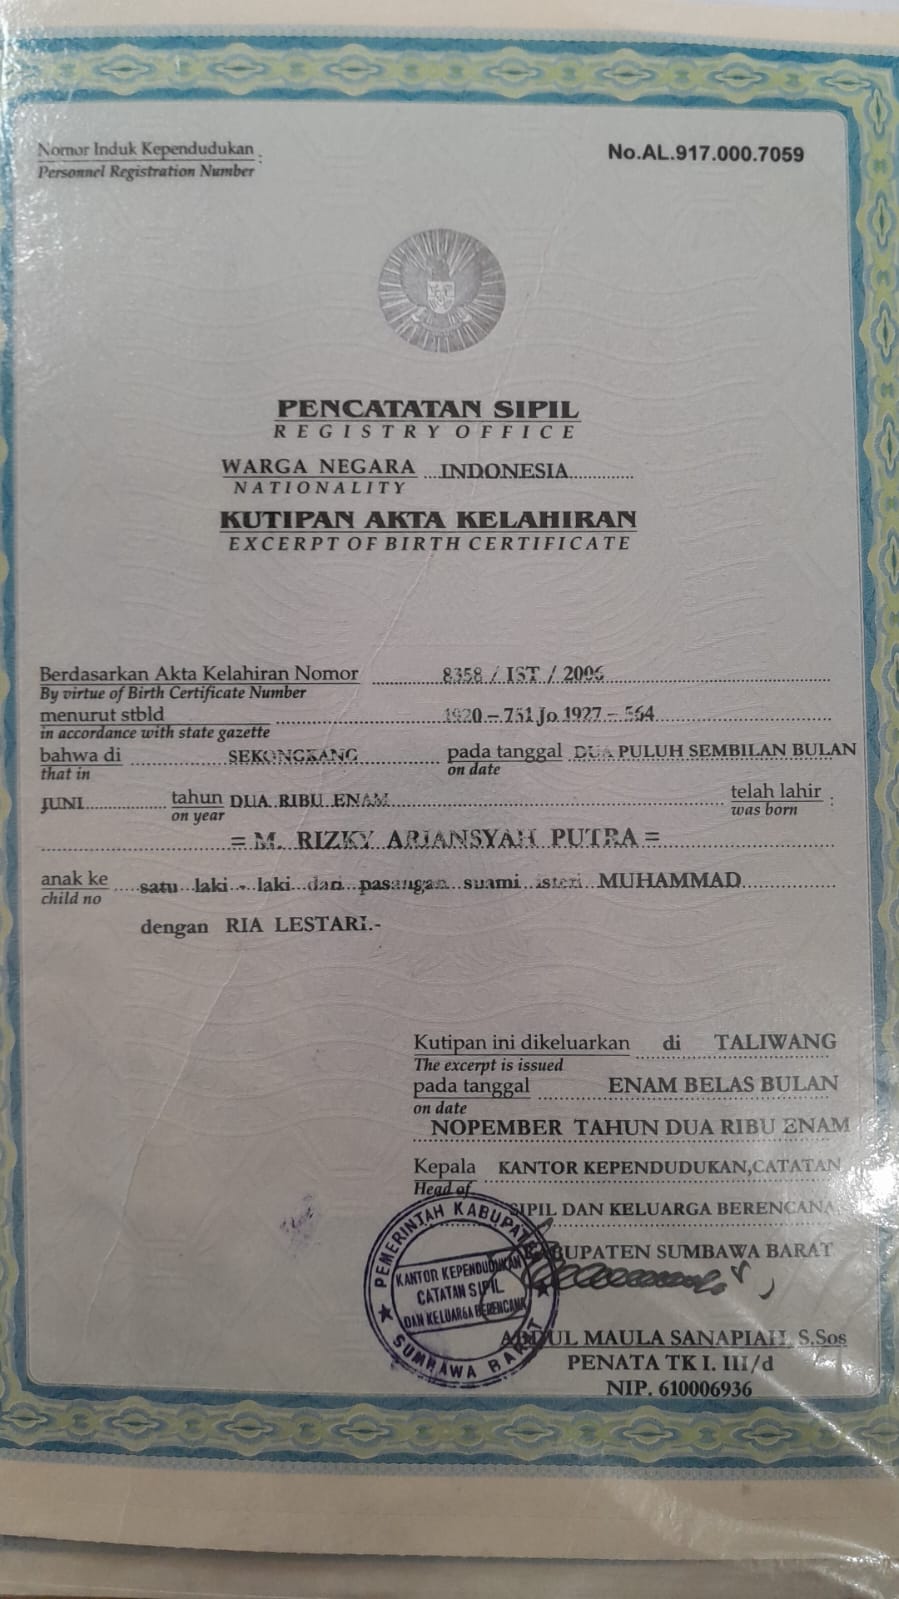 Nomor Induk Kependudukan :
Personnel Registration Number
No.AL.917.000.7059
PENCATATAN SIPIL
REGISTRY OFFICE
WARGA NEGARA INDONESIA
NATIONALITY
KUTIPAN AKTA KELAHIRAN
EXCERPT OF BIRTH CERTIFICATE
Berdasarkan Akta Kelahiran Nomor 8358 / IST / 2006
By virtue of Birth Certificate Number
menurut stbld 1920 – 751 Jo 1927 – 564
in accordance with state gazette
bahwa di SEKONGKANG pada tanggal DUA PULUH SEMBILAN BULAN
that in on date
JUNI tahun DUA RIBU ENAM telah lahir :
on year was born
= M. RIZKY ARIANSYAH PUTRA =
anak ke satu laki - laki dari pasangan suami isteri MUHAMMAD
child no
dengan RIA LESTARI.-
Kutipan ini dikeluarkan di TALIWANG
The excerpt is issued
pada tanggal ENAM BELAS BULAN
on date
NOPEMBER TAHUN DUA RIBU ENAM
Kepala KANTOR KEPENDUDUKAN,CATATAN
Head of
SIPIL DAN KELUARGA BERENCANA
KABUPATEN SUMBAWA BARAT
PEMERINTAH KABUPATEN
KANTOR KEPENDUDUKAN
CATATAN SIPIL
DAN KELUARGA BERENCANA
SUMBAWA BARAT
ABDUL MAULA SANAPIAH, S.Sos
PENATA TK I. III/d
NIP. 610006936